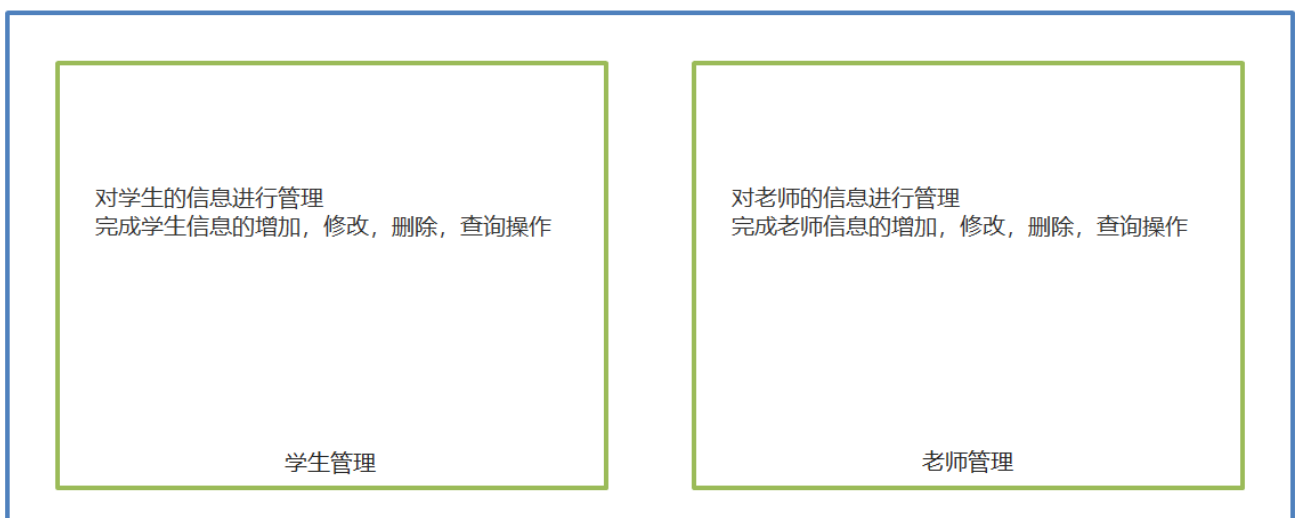 对学生的信息进行管理
完成学生信息的增加，修改，删除，查询操作
学生管理
对老师的信息进行管理
完成老师信息的增加，修改，删除，查询操作
老师管理